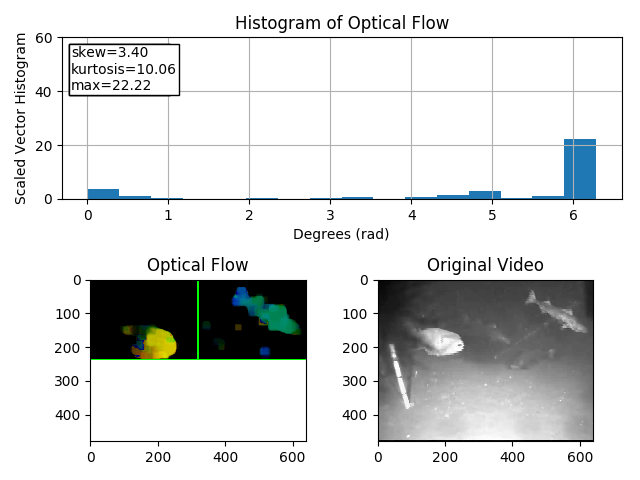 Histogram of Optical Flow
Scaled Vector Histogram
60
40
20
0
skew=3.40
kurtosis=10.06
max=22.22
0 1 2 3 4 5 6
Degrees (rad)
Optical Flow
0
100
200
300
400
0 200 400 600
Original Video
0
100
200
300
400
0 200 400 600